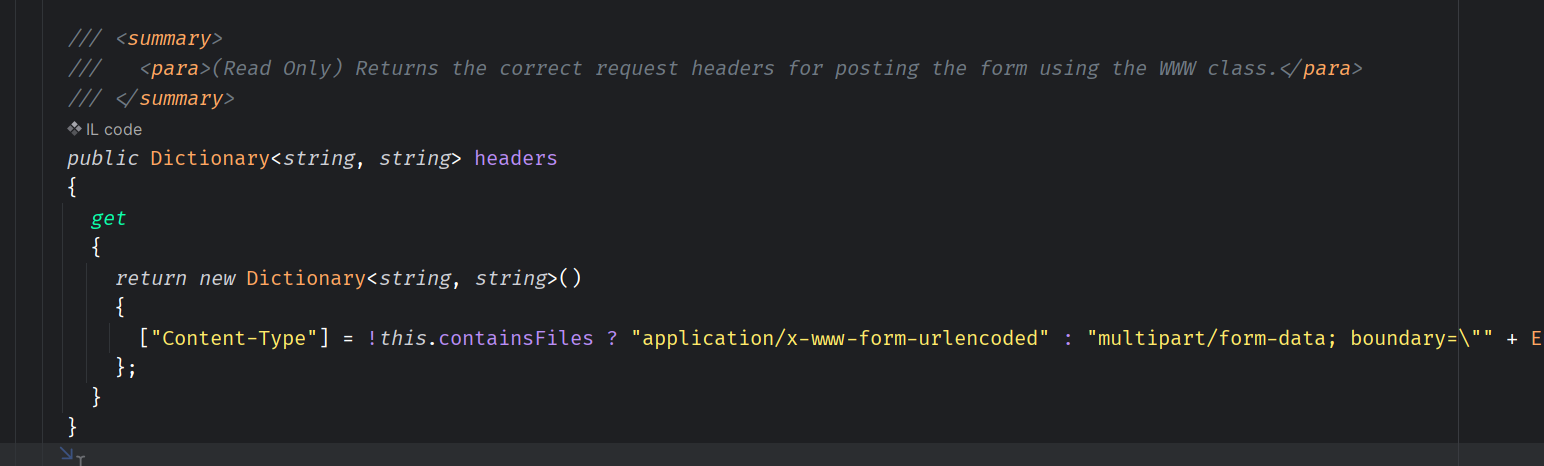 /// <summary>
///   <para>(Read Only) Returns the correct request headers for posting the form using the WWW class.</para>
/// </summary>
IL code
public Dictionary<string, string> headers
{
  get
  {
    return new Dictionary<string, string>()
    {
      ["Content-Type"] = !this.containsFiles ? "application/x-www-form-urlencoded" : "multipart/form-data; boundary=\"" + E
    };
  }
}